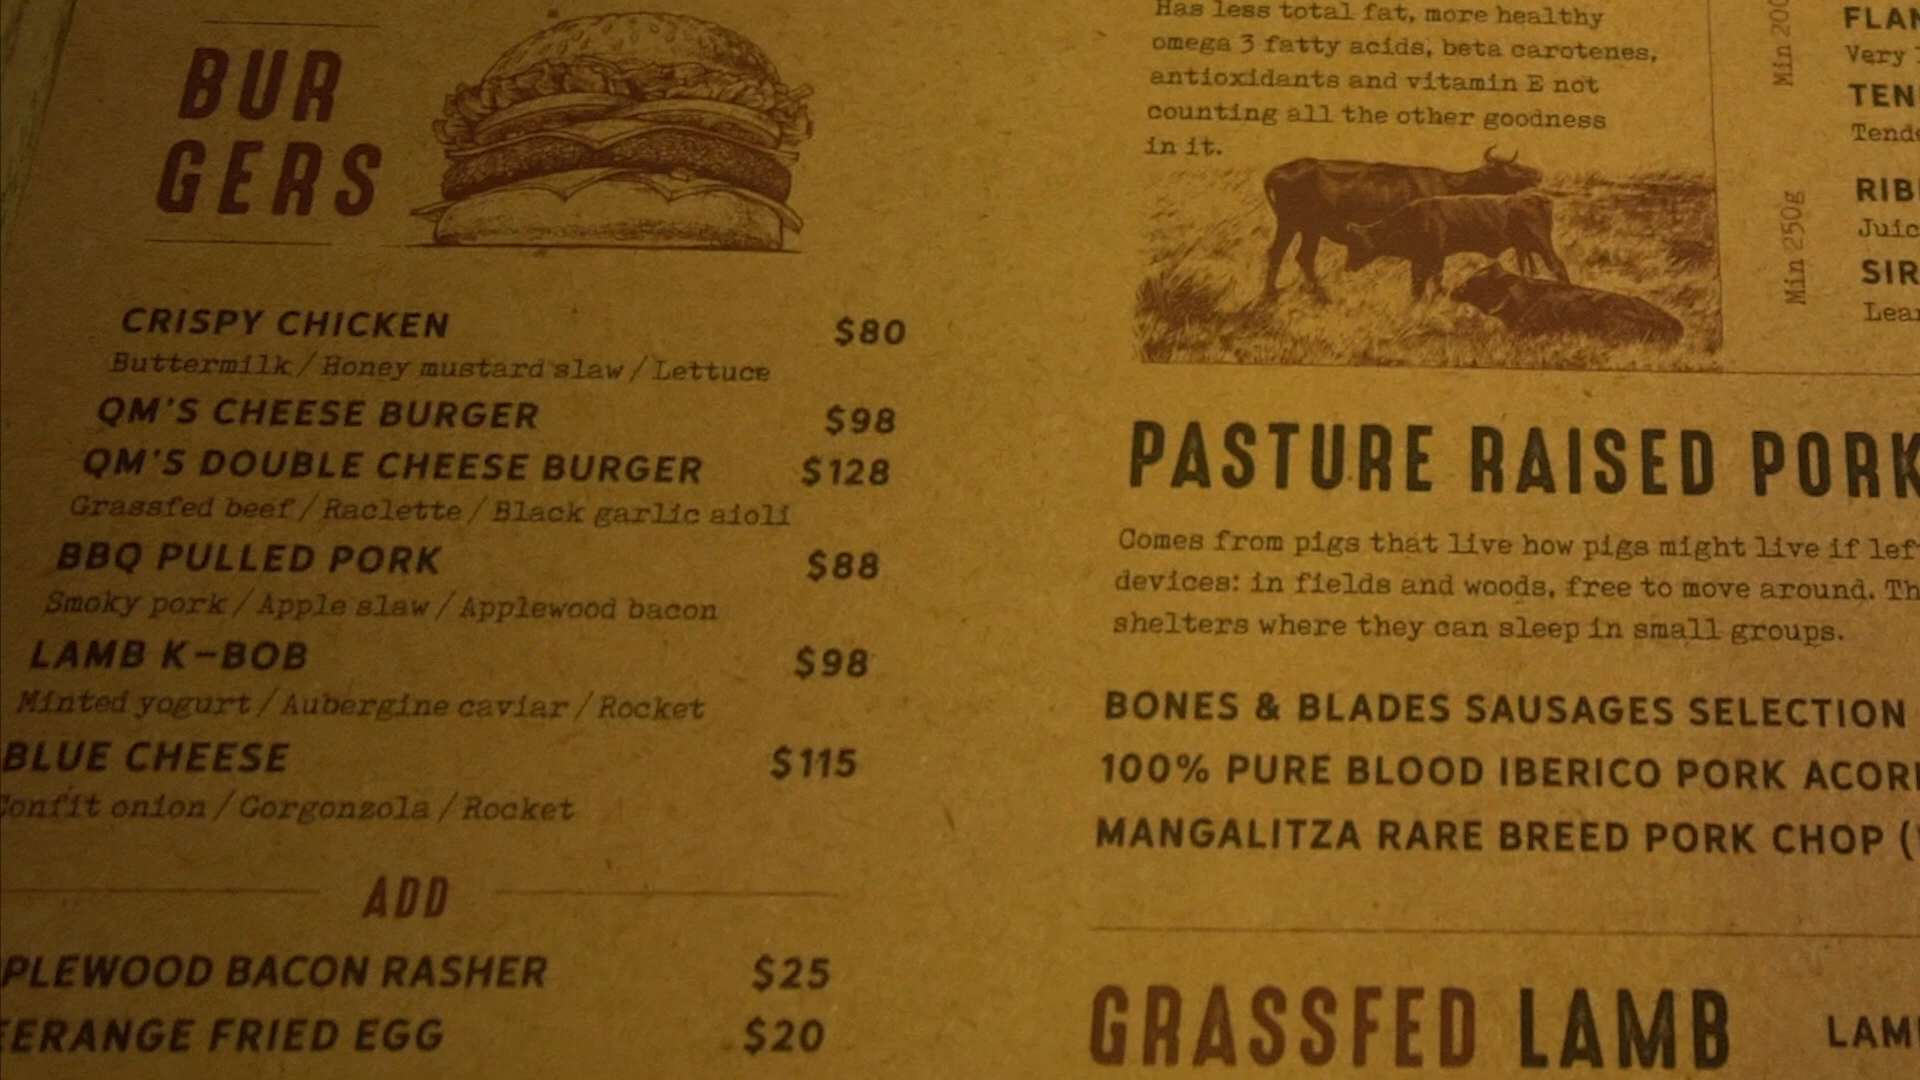 BUR
GERS
CRISPY CHICKEN $80
Buttermilk / Honey mustard slaw / Lettuce
QM'S CHEESE BURGER $98
QM'S DOUBLE CHEESE BURGER $128
Grassfed beef / Raclette / Black garlic aioli
BBQ PULLED PORK $88
Smoky pork / Apple slaw / Applewood bacon
LAMB K-BOB $98
Minted yogurt / Aubergine caviar / Rocket
BLUE CHEESE $115
Confit onion / Gorgonzola / Rocket
ADD
PLEWOOD BACON RASHER $25
EERANGE FRIED EGG $20
Has less total fat, more healthy
omega 3 fatty acids, beta carotenes,
antioxidants and vitamin E not
counting all the other goodness
in it.
PASTURE RAISED PORK
Comes from pigs that live how pigs might live if lef
devices: in fields and woods, free to move around. Th
shelters where they can sleep in small groups.
BONES & BLADES SAUSAGES SELECTION
100% PURE BLOOD IBERICO PORK ACOR
MANGALITZA RARE BREED PORK CHOP (
GRASSFED LAMB
LAM
Min 200
Min 250g
FLAN
Very
TEN
Tende
RIB
Juic
SIR
Lear